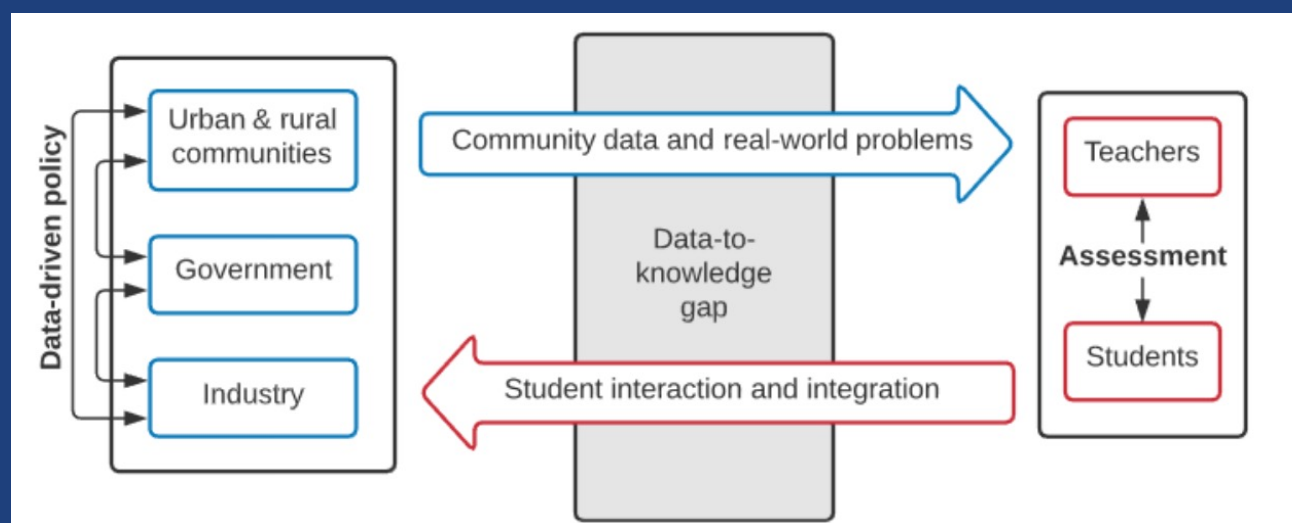 Data-driven policy
Urban & rural
communities
Government
Industry
Community data and real-world problems
Data-to-
knowledge
gap
Student interaction and integration
Teachers
Assessment
Students